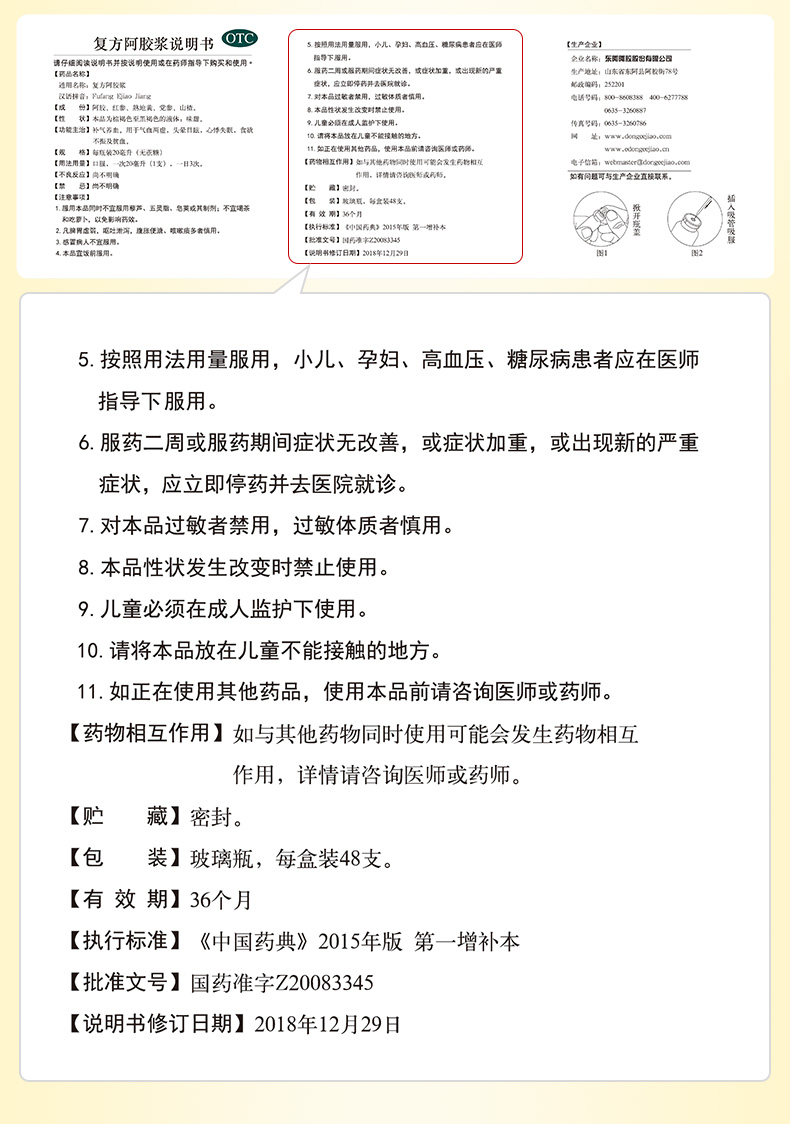 复方阿胶浆说明书 OTC
请仔细阅读说明书并按说明使用或在药师指导下购买和使用。
【药品名称】
通用名称：复方阿胶浆
汉语拼音：Fufang Ejiao Jiang
【成　　份】阿胶、红参、熟地黄、党参、山楂。
【性　　状】本品为棕褐色至黑褐色的液体；味甜。
【功能主治】补气养血，用于气血两虚，头晕目眩，心悸失眠，食欲
不振及贫血。
【规　　格】每瓶装20毫升（无蔗糖）
【用法用量】口服，一次20毫升（1支），一日3次。
【不良反应】尚不明确
【禁　　忌】尚不明确
【注意事项】
1. 服用本品同时不宜服用藜芦、五灵脂、皂荚或其制剂；不宜喝茶
和吃萝卜，以免影响药效。
2. 凡脾胃虚弱，呕吐泄泻，腹胀便溏、咳嗽痰多者慎用。
3. 感冒病人不宜服用。
4. 本品宜饭前服用。
5. 按照用法用量服用，小儿、孕妇、高血压、糖尿病患者应在医师
指导下服用。
6. 服药二周或服药期间症状无改善，或症状加重，或出现新的严重
症状，应立即停药并去医院就诊。
7. 对本品过敏者禁用，过敏体质者慎用。
8. 本品性状发生改变时禁止使用。
9. 儿童必须在成人监护下使用。
10. 请将本品放在儿童不能接触的地方。
11. 如正在使用其他药品，使用本品前请咨询医师或药师。
【药物相互作用】如与其他药物同时使用可能会发生药物相互
作用，详情请咨询医师或药师。
【贮　　藏】密封。
【包　　装】玻璃瓶，每盒装48支。
【有 效 期】36个月
【执行标准】《中国药典》2015年版 第一增补本
【批准文号】国药准字Z20083345
【说明书修订日期】2018年12月29日
【生产企业】
企业名称：东阿阿胶股份有限公司
生产地址：山东省东阿县阿胶街78号
邮政编码：252201
电话号码：800-8608388 400-6277788
0635-3260887
传真号码：0635-3260786
网　　址：www.dongeejiao.com
www.edongeejiao.cn
电子信箱：webmaster@dongeejiao.com
如有问题可与生产企业直接联系。
掀开瓶盖
图1
插入吸管吸服
图2
5. 按照用法用量服用，小儿、孕妇、高血压、糖尿病患者应在医师
指导下服用。
6. 服药二周或服药期间症状无改善，或症状加重，或出现新的严重
症状，应立即停药并去医院就诊。
7. 对本品过敏者禁用，过敏体质者慎用。
8. 本品性状发生改变时禁止使用。
9. 儿童必须在成人监护下使用。
10. 请将本品放在儿童不能接触的地方。
11. 如正在使用其他药品，使用本品前请咨询医师或药师。
【药物相互作用】如与其他药物同时使用可能会发生药物相互
作用，详情请咨询医师或药师。
【贮　　藏】密封。
【包　　装】玻璃瓶，每盒装48支。
【有 效 期】36个月
【执行标准】《中国药典》2015年版 第一增补本
【批准文号】国药准字Z20083345
【说明书修订日期】2018年12月29日